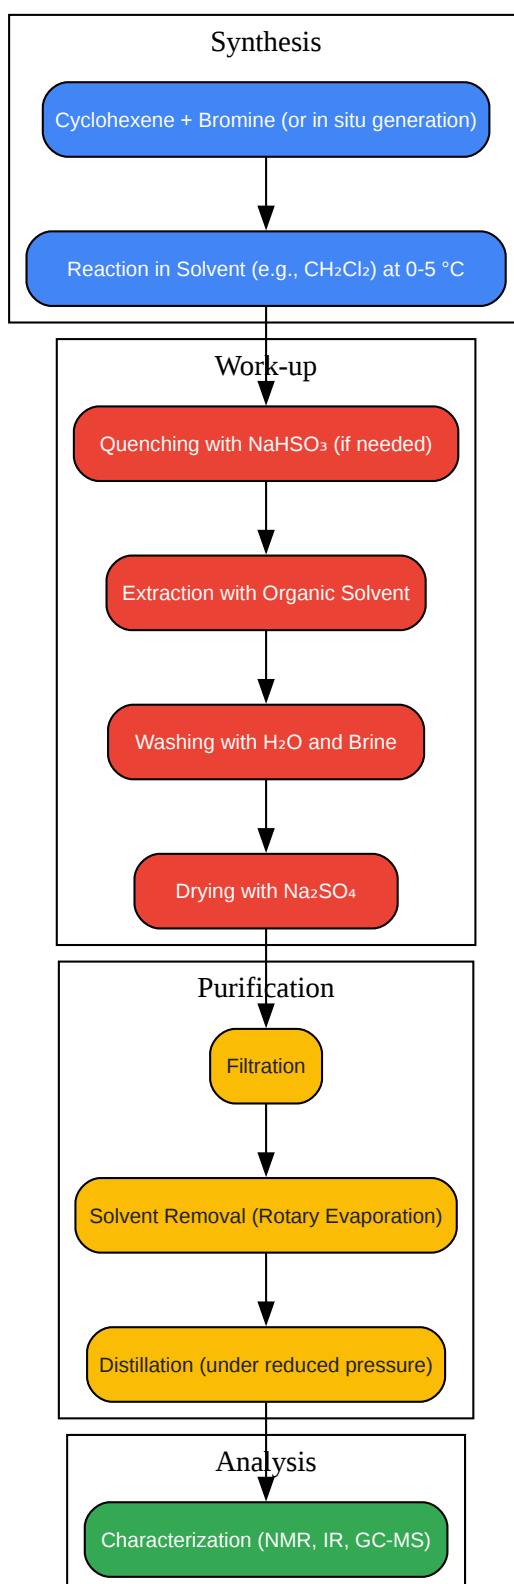 Synthesis
Cyclohexene + Bromine (or in situ generation)
Reaction in Solvent (e.g., CH₂Cl₂) at 0-5 °C
Work-up
Quenching with NaHSO₃ (if needed)
Extraction with Organic Solvent
Washing with H₂O and Brine
Drying with Na₂SO₄
Purification
Filtration
Solvent Removal (Rotary Evaporation)
Distillation (under reduced pressure)
Analysis
Characterization (NMR, IR, GC-MS)